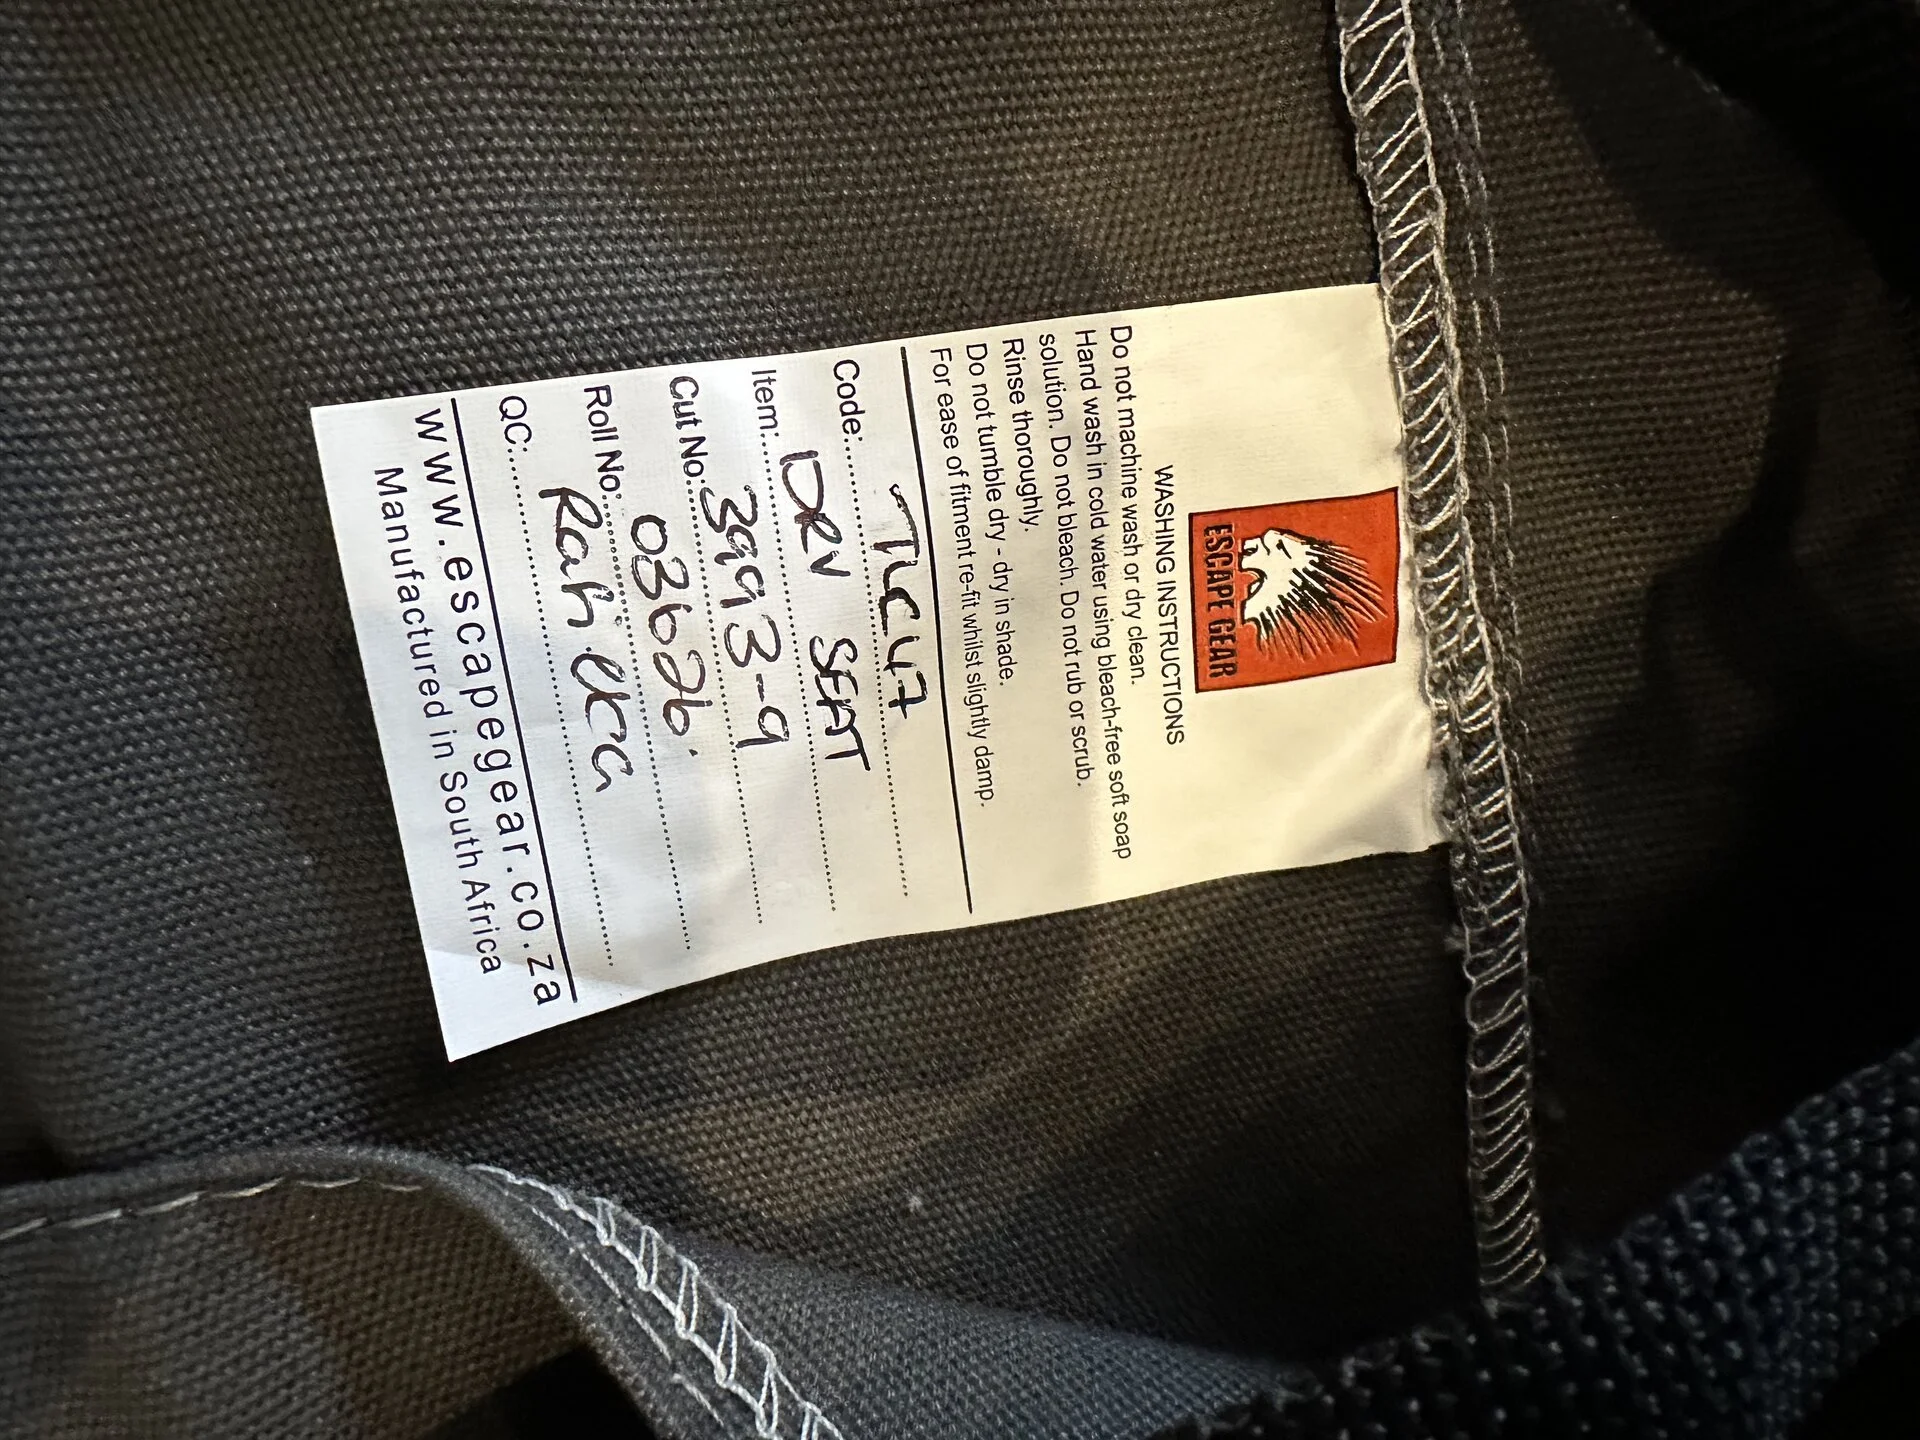 ESCAPE GEAR
WASHING INSTRUCTIONS
Do not machine wash or dry clean.
Hand wash in cold water using bleach-free soft soap
solution. Do not bleach. Do not rub or scrub.
Rinse thoroughly.
Do not tumble dry - dry in shade.
For ease of fitment re-fit whilst slightly damp.
Code: TLC47
Item: DRV SEAT
Cut No: 3993-9
Roll No: 03626.
QC:
www.escapegear.co.za
Manufactured in South Africa